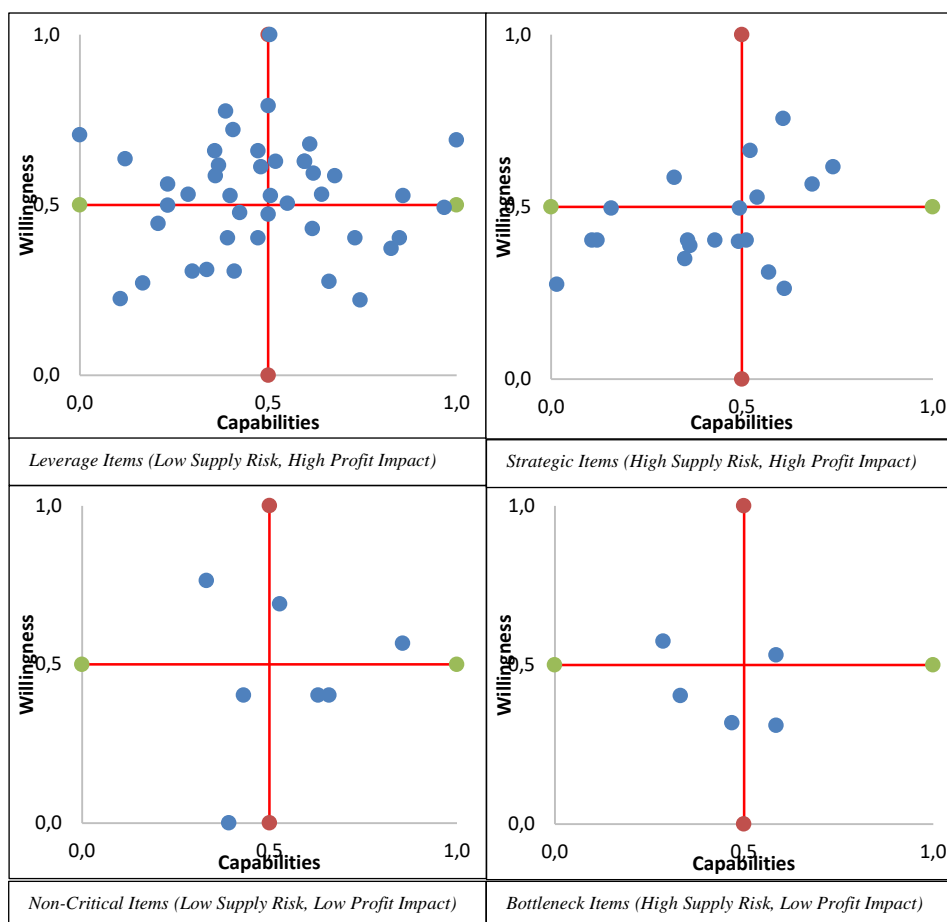 1,0
Willingness
0,5
0,0
0,0
0,5
1,0
Capabilities
Leverage Items (Low Supply Risk, High Profit Impact)
1,0
Willingness
0,5
0,0
0,0
0,5
1,0
Capabilities
Strategic Items (High Supply Risk, High Profit Impact)
1,0
Willingness
0,5
0,0
0,0
0,5
1,0
Capabilities
Non-Critical Items (Low Supply Risk, Low Profit Impact)
1,0
Willingness
0,5
0,0
0,0
0,5
1,0
Capabilities
Bottleneck Items (High Supply Risk, Low Profit Impact)